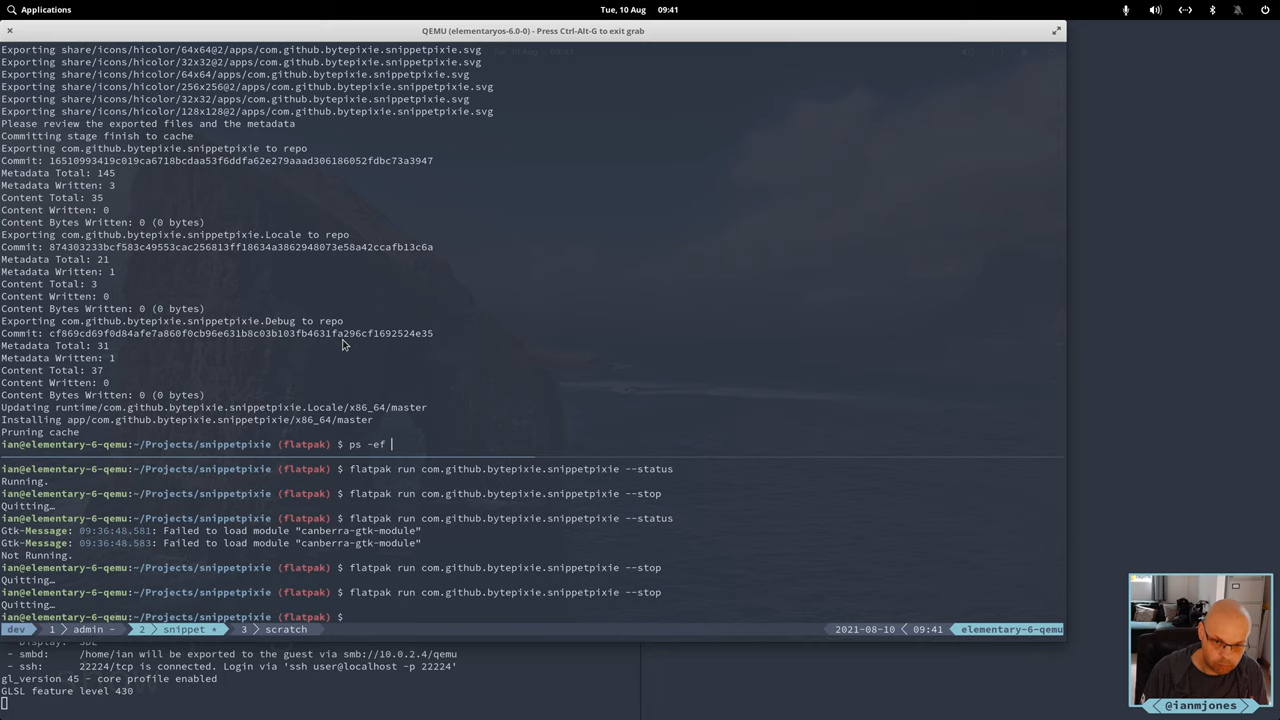 Applications
Tue, 10 Aug 09:41
QEMU (elementaryos-6.0-0) - Press Ctrl-Alt-G to exit grab
Exporting share/icons/hicolor/64x64@2/apps/com.github.bytepixie.snippetpixie.svg
Exporting share/icons/hicolor/32x32@2/apps/com.github.bytepixie.snippetpixie.svg
Exporting share/icons/hicolor/64x64/apps/com.github.bytepixie.snippetpixie.svg
Exporting share/icons/hicolor/256x256@2/apps/com.github.bytepixie.snippetpixie.svg
Exporting share/icons/hicolor/32x32/apps/com.github.bytepixie.snippetpixie.svg
Exporting share/icons/hicolor/128x128@2/apps/com.github.bytepixie.snippetpixie.svg
Please review the exported files and the metadata
Committing stage finish to cache
Exporting com.github.bytepixie.snippetpixie to repo
Commit: 16510993419c019ca6718bcdaa53f6ddfa62e279aaad306186052fdbc73a3947
Metadata Total: 145
Metadata Written: 3
Content Total: 35
Content Written: 0
Content Bytes Written: 0 (0 bytes)
Exporting com.github.bytepixie.snippetpixie.Locale to repo
Commit: 874303233bcf583c49553cac256813ff18634a3862948073e58a42ccafb13c6a
Metadata Total: 21
Metadata Written: 1
Content Total: 3
Content Written: 0
Content Bytes Written: 0 (0 bytes)
Exporting com.github.bytepixie.snippetpixie.Debug to repo
Commit: cf869cd69f0d84afe7a860f0cb96e631b8c03b103fb4631fa296cf1692524e35
Metadata Total: 31
Metadata Written: 1
Content Total: 37
Content Written: 0
Content Bytes Written: 0 (0 bytes)
Updating runtime/com.github.bytepixie.snippetpixie.Locale/x86_64/master
Installing app/com.github.bytepixie.snippetpixie/x86_64/master
Pruning cache
ian@elementary-6-qemu:~/Projects/snippetpixie (flatpak) $ ps -ef
ian@elementary-6-qemu:~/Projects/snippetpixie (flatpak) $ flatpak run com.github.bytepixie.snippetpixie --status
Running.
ian@elementary-6-qemu:~/Projects/snippetpixie (flatpak) $ flatpak run com.github.bytepixie.snippetpixie --stop
Quitting…
ian@elementary-6-qemu:~/Projects/snippetpixie (flatpak) $ flatpak run com.github.bytepixie.snippetpixie --status
Gtk-Message: 09:36:48.581: Failed to load module "canberra-gtk-module"
Gtk-Message: 09:36:48.583: Failed to load module "canberra-gtk-module"
Not Running.
ian@elementary-6-qemu:~/Projects/snippetpixie (flatpak) $ flatpak run com.github.bytepixie.snippetpixie --stop
Quitting…
ian@elementary-6-qemu:~/Projects/snippetpixie (flatpak) $ flatpak run com.github.bytepixie.snippetpixie --stop
Quitting…
ian@elementary-6-qemu:~/Projects/snippetpixie (flatpak) $
dev 1 admin - 2 snippet * 3 scratch 2021-08-10 09:41 elementary-6-qemu
- smbd: /home/ian will be exported to the guest via smb://10.0.2.4/qemu
- ssh: 22224/tcp is connected. Login via 'ssh user@localhost -p 22224'
gl_version 45 - core profile enabled
GLSL feature level 430
@ianmjones